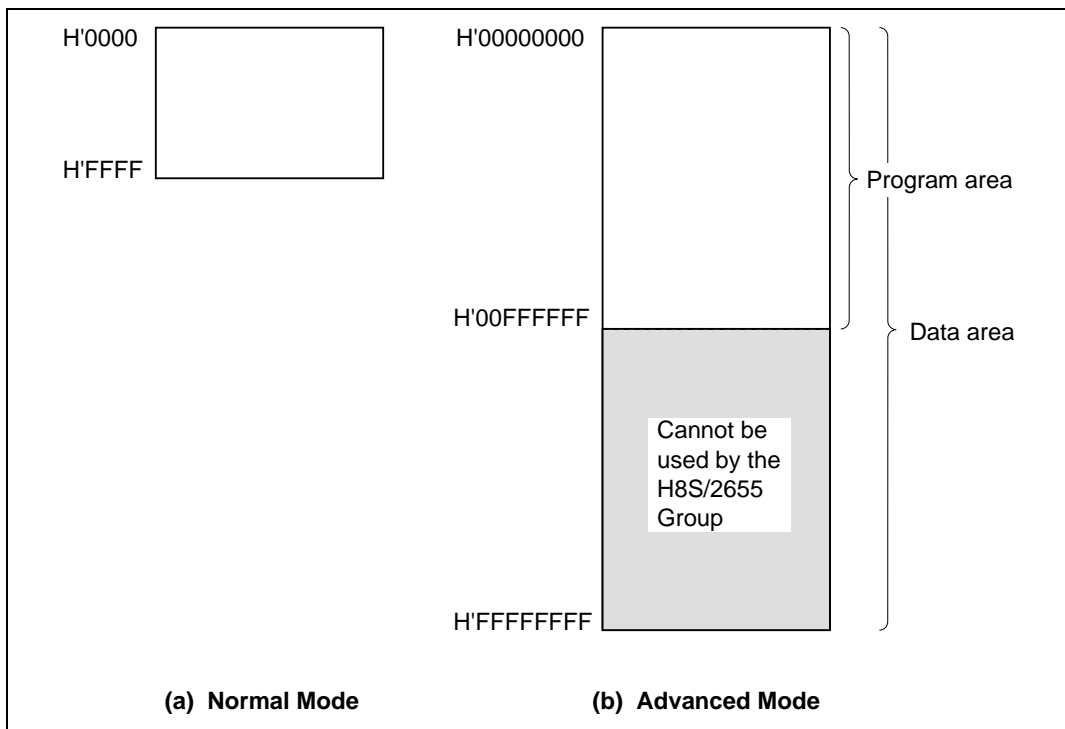 H'0000
H'FFFF
H'00000000
H'00FFFFFF
H'FFFFFFFF
Program area
Data area
Cannot be
used by the
H8S/2655
Group
(a) Normal Mode
(b) Advanced Mode